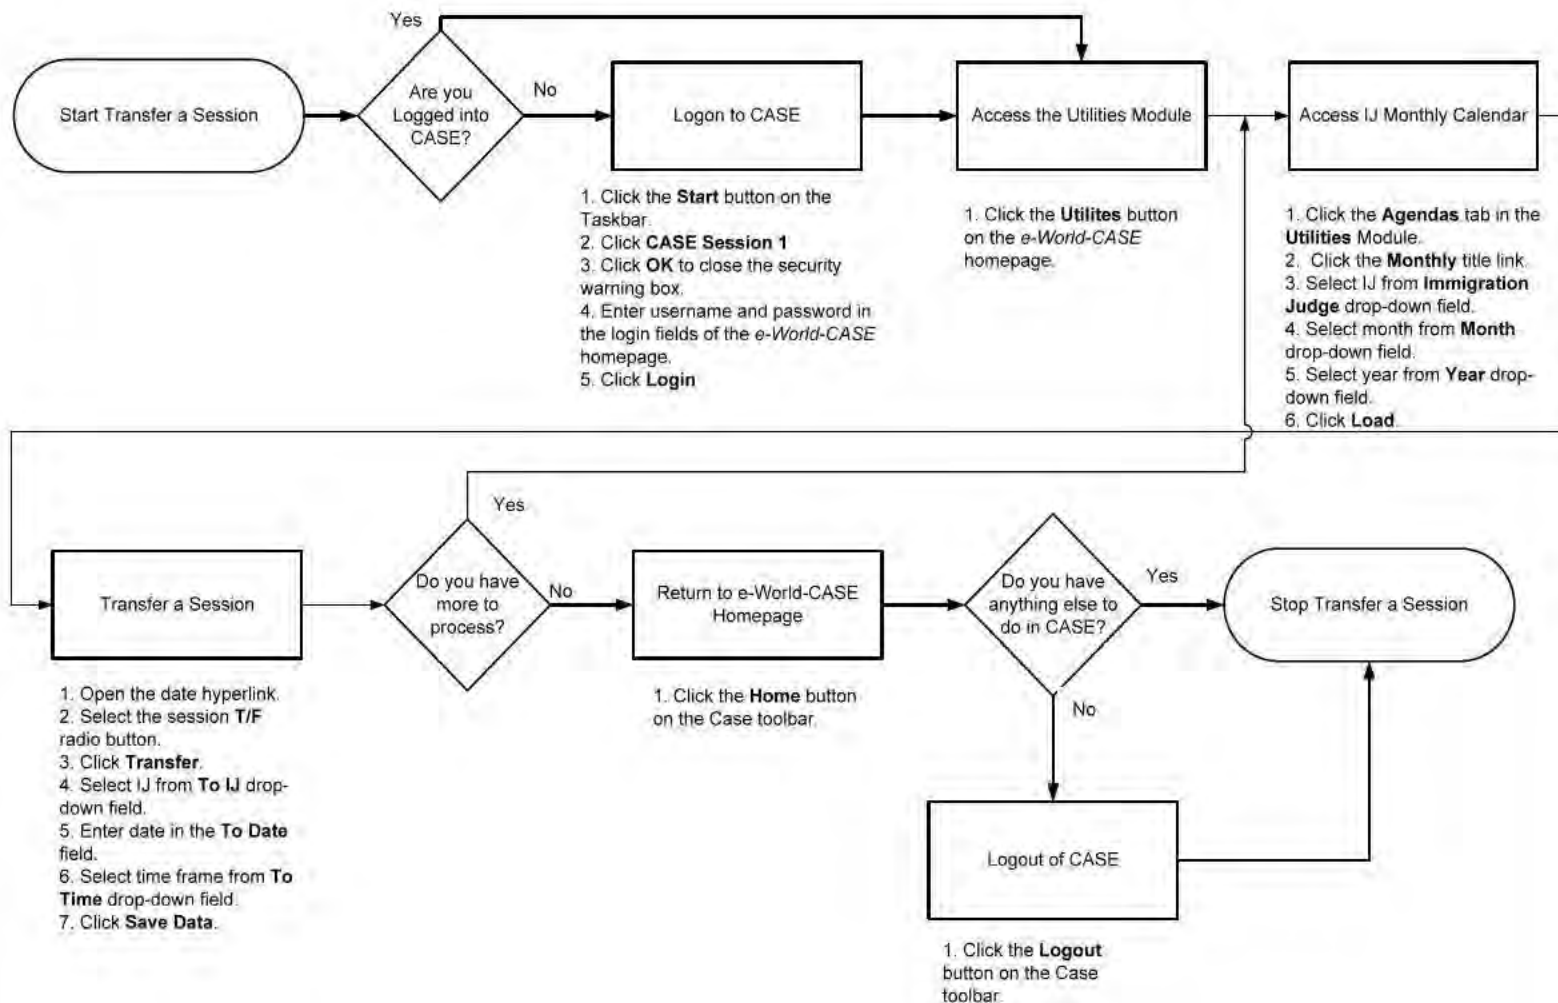 Yes
Start Transfer a Session
Are you
Logged into
CASE?
No
Logon to CASE
Access the Utilities Module
Access IJ Monthly Calendar
1. Click the Start button on the
Taskbar.
2. Click CASE Session 1
3. Click OK to close the security
warning box.
4. Enter username and password in
the login fields of the e-World-CASE
homepage.
5. Click Login
1. Click the Utilites button
on the e-World-CASE
homepage.
1. Click the Agendas tab in the
Utilities Module.
2. Click the Monthly title link.
3. Select IJ from Immigration
Judge drop-down field.
4. Select month from Month
drop-down field.
5. Select year from Year drop-
down field.
6. Click Load.
Transfer a Session
Yes
Do you have
more to
process?
No
Return to e-World-CASE
Homepage
Do you have
anything else to
do in CASE?
Yes
Stop Transfer a Session
1. Open the date hyperlink.
2. Select the session T/F
radio button.
3. Click Transfer.
4. Select IJ from To IJ drop-
down field.
5. Enter date in the To Date
field.
6. Select time frame from To
Time drop-down field.
7. Click Save Data.
1. Click the Home button
on the Case toolbar.
No
Logout of CASE
1. Click the Logout
button on the Case
toolbar.